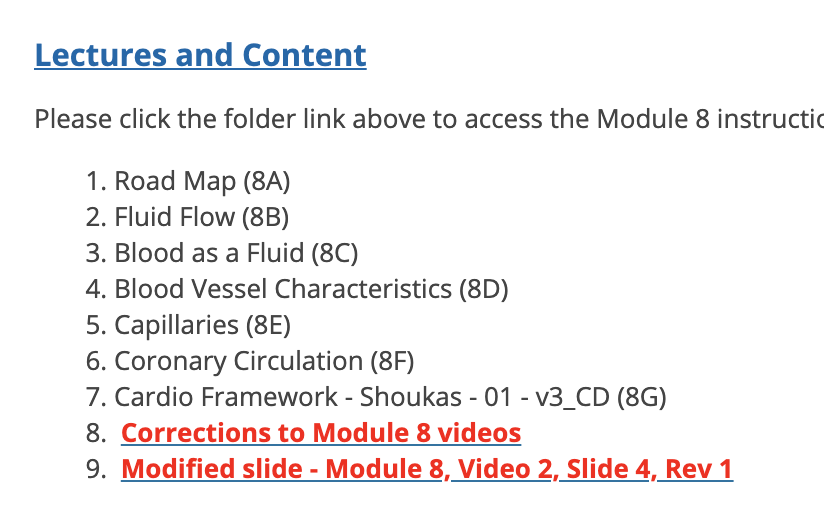 Lectures and Content
Please click the folder link above to access the Module 8 instructio
1. Road Map (8A)
2. Fluid Flow (8B)
3. Blood as a Fluid (8C)
4. Blood Vessel Characteristics (8D)
5. Capillaries (8E)
6. Coronary Circulation (8F)
7. Cardio Framework - Shoukas - 01 - v3_CD (8G)
8. Corrections to Module 8 videos
9. Modified slide - Module 8, Video 2, Slide 4, Rev 1